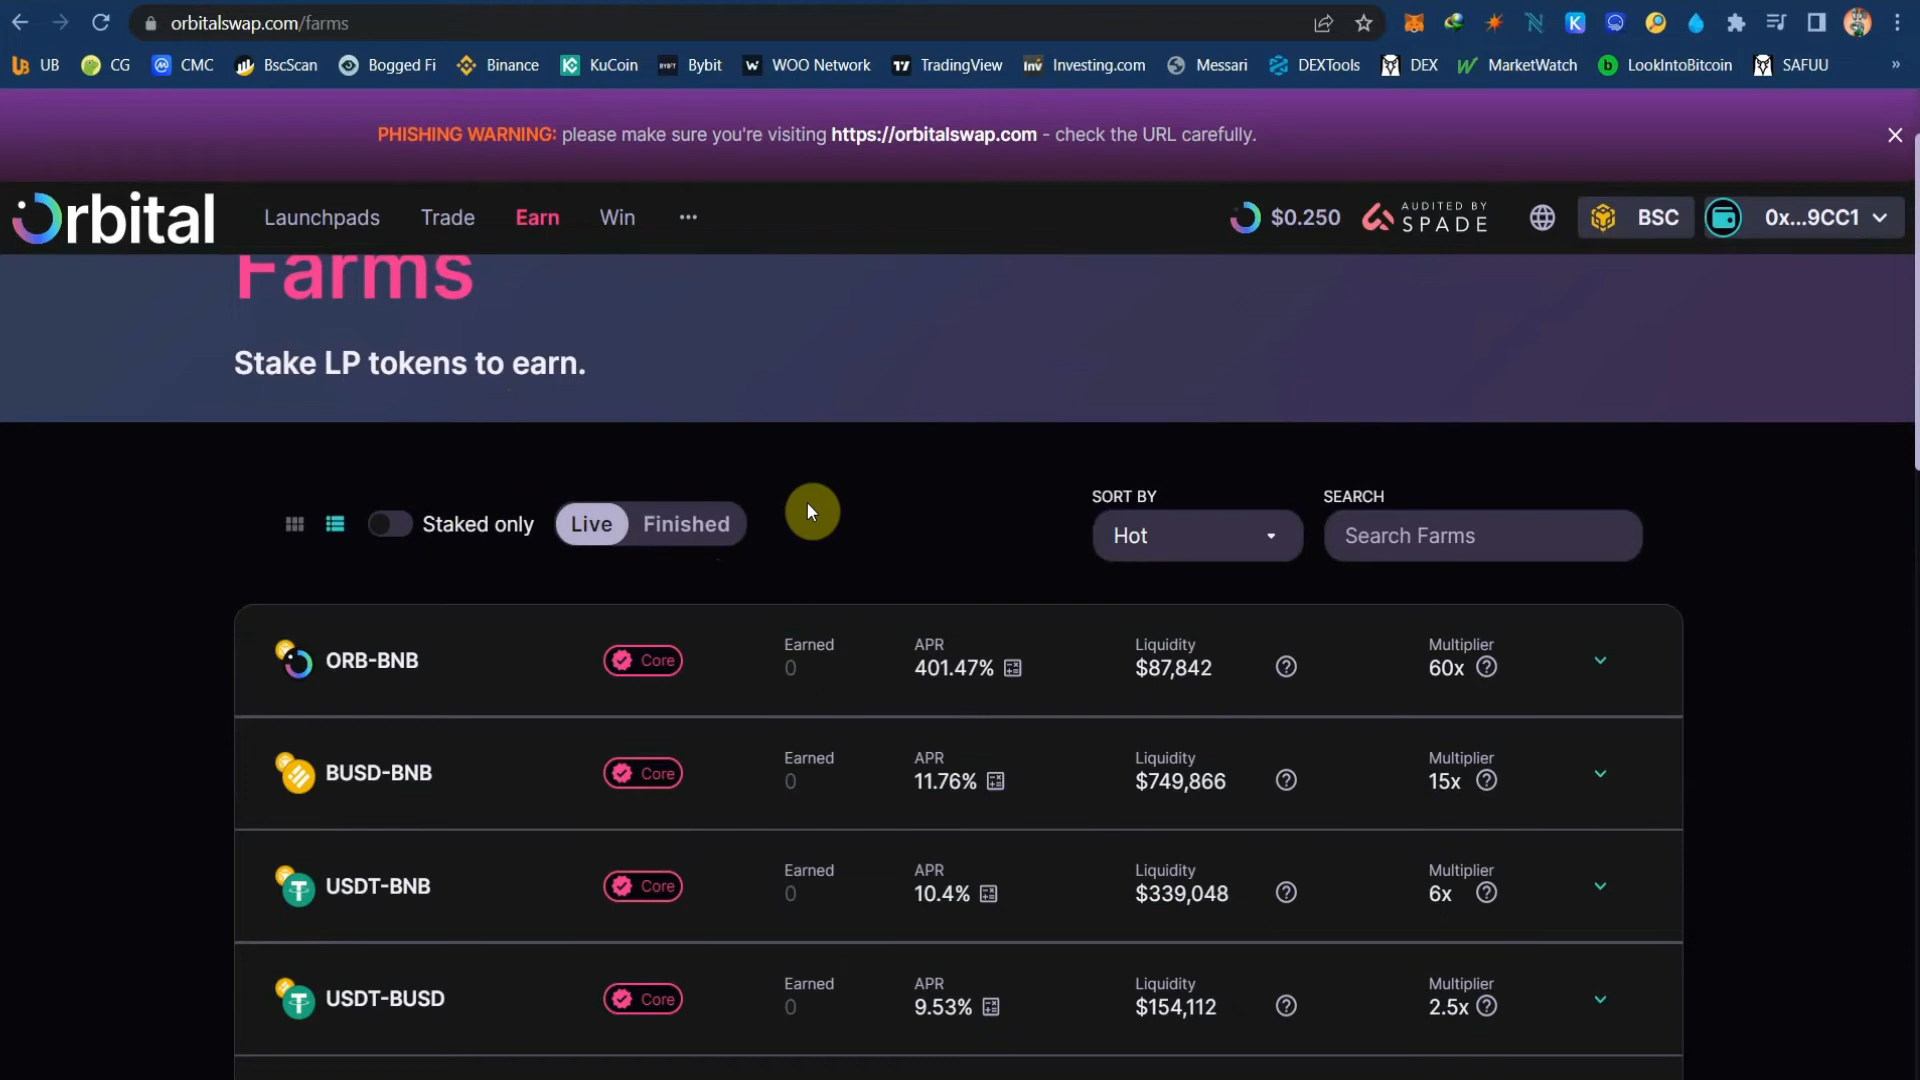 orbitalswap.com/farms
UB CG CMC BscScan Bogged Fi Binance KuCoin Bybit WOO Network TradingView Investing.com Messari DEXTools DEX MarketWatch LookIntoBitcoin SAFUU »
PHISHING WARNING: please make sure you're visiting https://orbitalswap.com - check the URL carefully.
Orbital Launchpads Trade Earn Win ... $0.250 AUDITED BY SPADE BSC 0x...9CC1
Farms
Stake LP tokens to earn.
SORT BY SEARCH
Staked only Live Finished Hot Search Farms
Earned APR Liquidity Multiplier
ORB-BNB Core 0 401.47% $87,842 60x
Earned APR Liquidity Multiplier
BUSD-BNB Core 0 11.76% $749,866 15x
Earned APR Liquidity Multiplier
USDT-BNB Core 0 10.4% $339,048 6x
Earned APR Liquidity Multiplier
USDT-BUSD Core 0 9.53% $154,112 2.5x